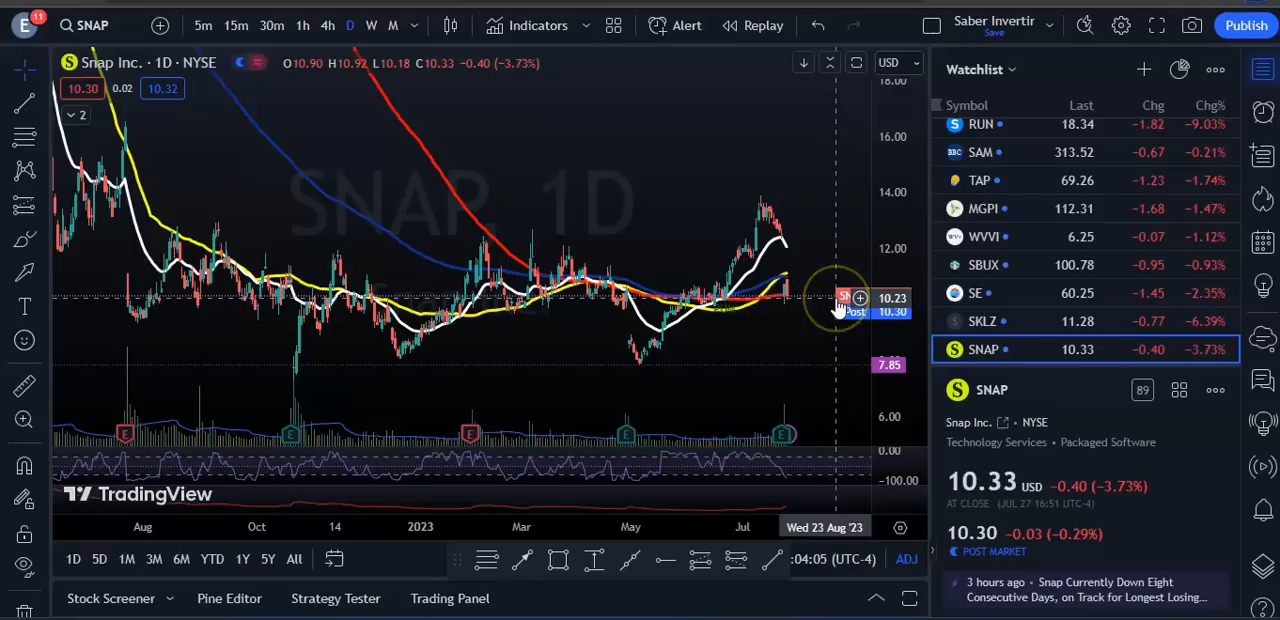 E 11 SNAP 5m 15m 30m 1h 4h D W M Indicators Alert Replay Saber Invertir Save Publish
S Snap Inc. · 1D · NYSE O10.90 H10.92 L10.18 C10.33 −0.40 (−3.73%) USD
10.30 0.02 10.32
2
SNAP, 1D
18.00
16.00
14.00
12.00
10.23
Post 10.30
7.85
6.00
0.00
−100.00
E E E E E
TradingView
Aug Oct 14 2023 Mar May Jul Wed 23 Aug '23
1D 5D 1M 3M 6M YTD 1Y 5Y All :04:05 (UTC-4) ADJ
Stock Screener Pine Editor Strategy Tester Trading Panel
Watchlist
Symbol Last Chg Chg%
RUN 18.34 −1.82 −9.03%
SAM 313.52 −0.67 −0.21%
TAP 69.26 −1.23 −1.74%
MGPI 112.31 −1.68 −1.47%
WVVI 6.25 −0.07 −1.12%
SBUX 100.78 −0.95 −0.93%
SE 60.25 −1.45 −2.35%
SKLZ 11.28 −0.77 −6.39%
SNAP 10.33 −0.40 −3.73%
SNAP 89
Snap Inc. NYSE
Technology Services • Packaged Software
10.33 USD −0.40 (−3.73%)
AT CLOSE (JUL 27 16:51 UTC-4)
10.30 −0.03 (−0.29%)
POST MARKET
3 hours ago • Snap Currently Down Eight
Consecutive Days, on Track for Longest Losing...